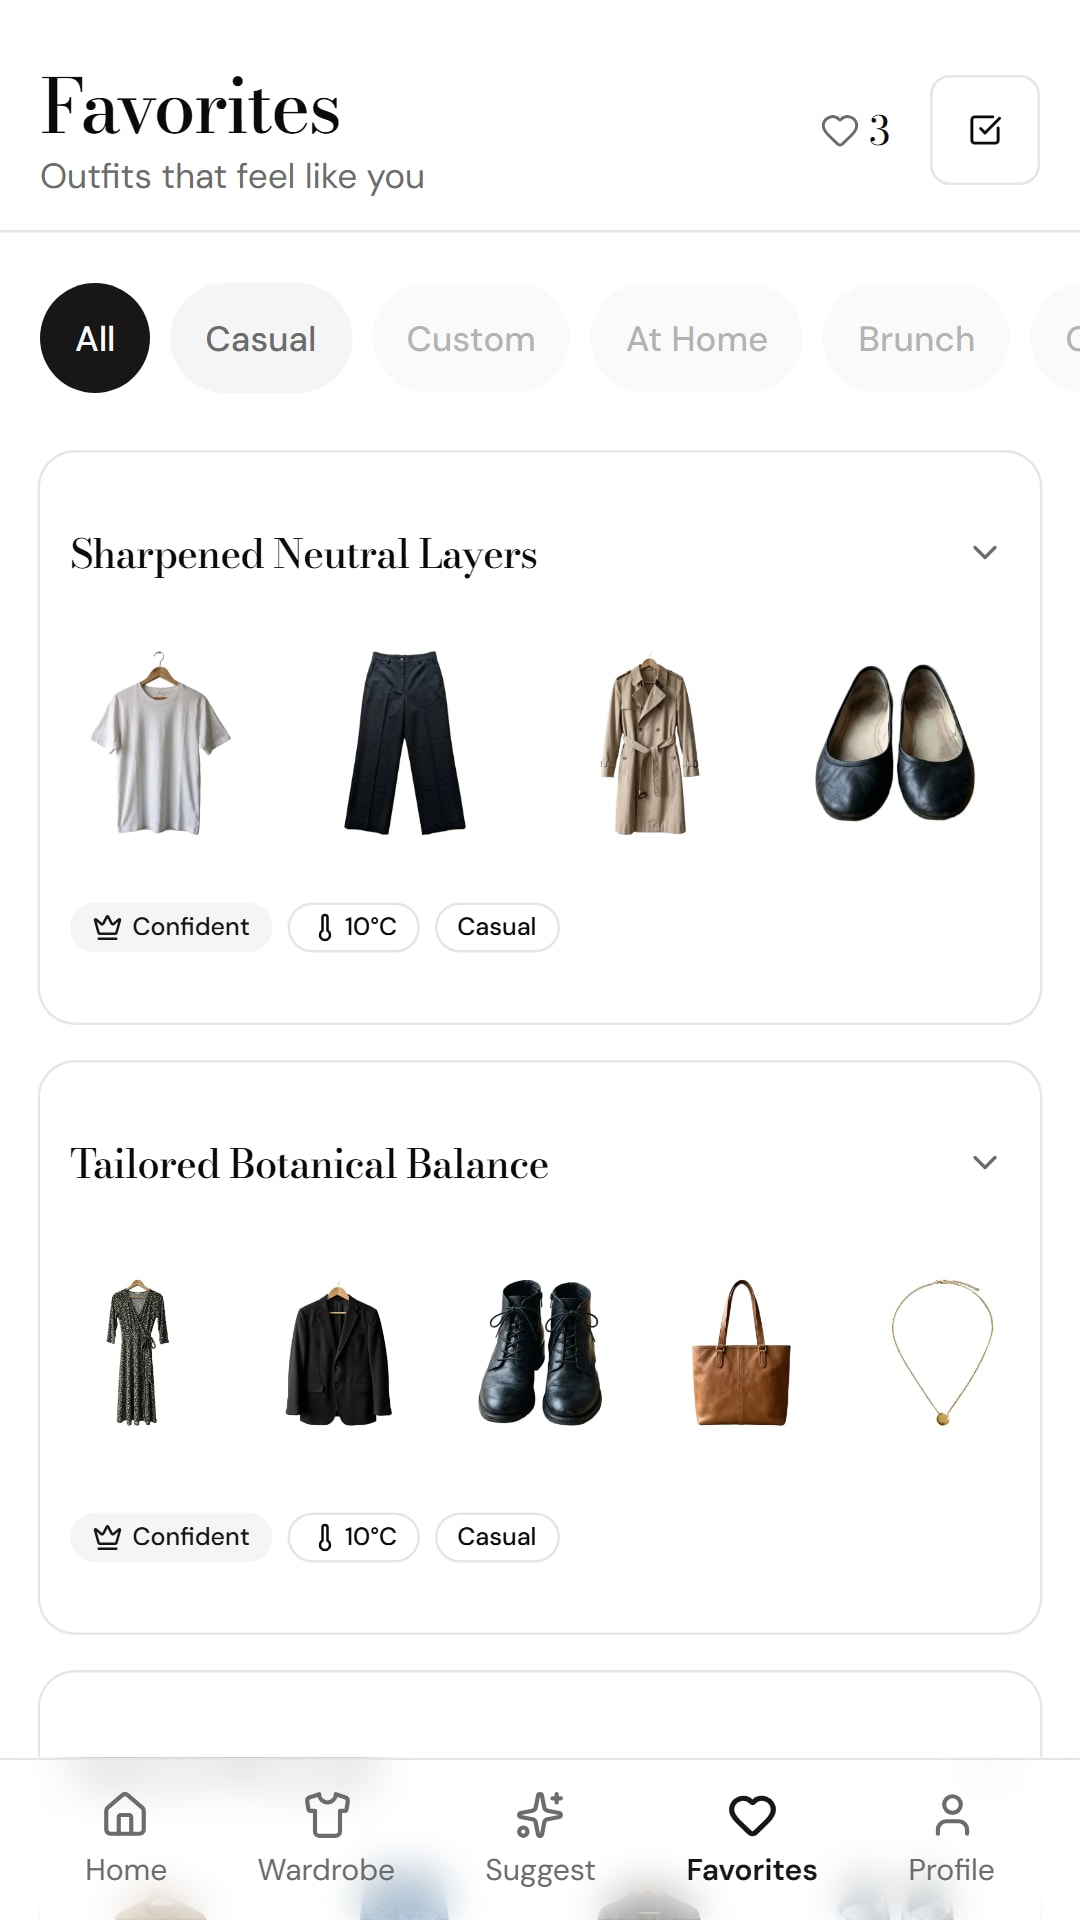 Favorites
Outfits that feel like you
3
All
Casual
Custom
At Home
Brunch
Sharpened Neutral Layers
Confident
10°C
Casual
Tailored Botanical Balance
Confident
10°C
Casual
Home
Wardrobe
Suggest
Favorites
Profile